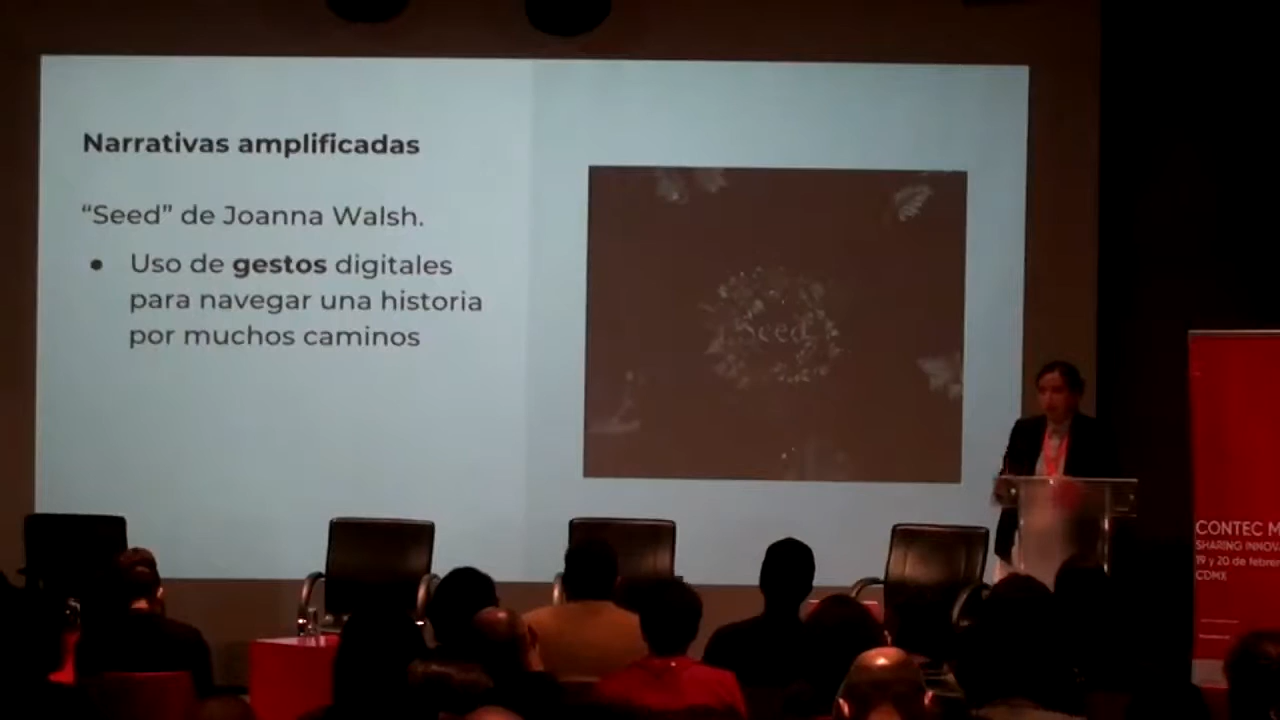 Narrativas amplificadas
“Seed” de Joanna Walsh.
● Uso de gestos digitales
para navegar una historia
por muchos caminos
Seed
CONTEC M
SHARING INNOV
19 y 20 de febrer
CDMX